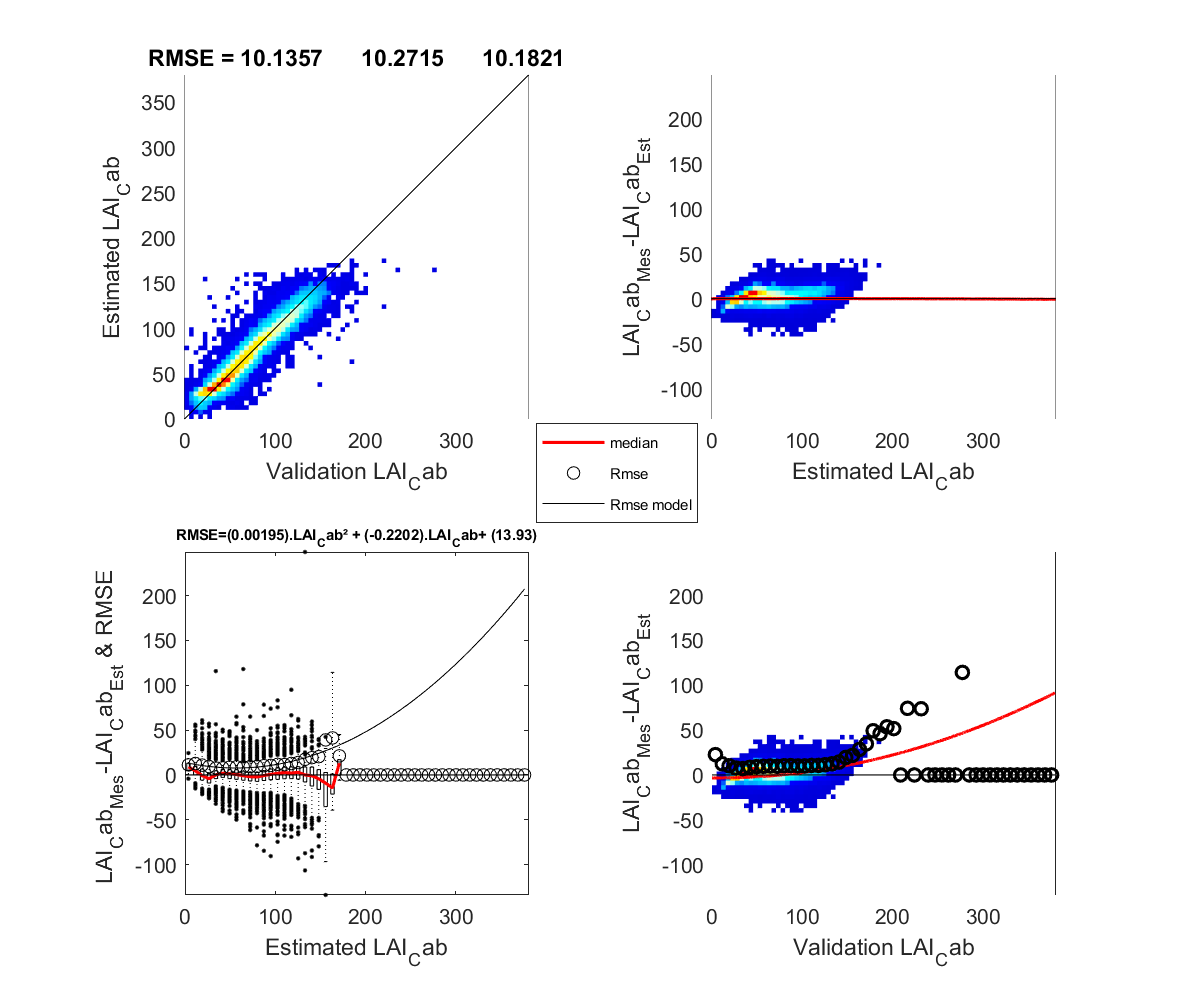 RMSE = 10.1357 10.2715 10.1821
350
300
250
200
150
100
50
0
0 100 200 300
Estimated LAI_Cab
Validation LAI_Cab
200
150
100
50
0
-50
-100
0 100 200 300
LAI_Cab_Mes-LAI_Cab_Est
Estimated LAI_Cab
median
Rmse
Rmse model
RMSE=(0.00195).LAI_Cab² + (-0.2202).LAI_Cab+ (13.93)
200
150
100
50
0
-50
-100
0 100 200 300
LAI_Cab_Mes-LAI_Cab_Est & RMSE
Estimated LAI_Cab
200
150
100
50
0
-50
-100
0 100 200 300
LAI_Cab_Mes-LAI_Cab_Est
Validation LAI_Cab